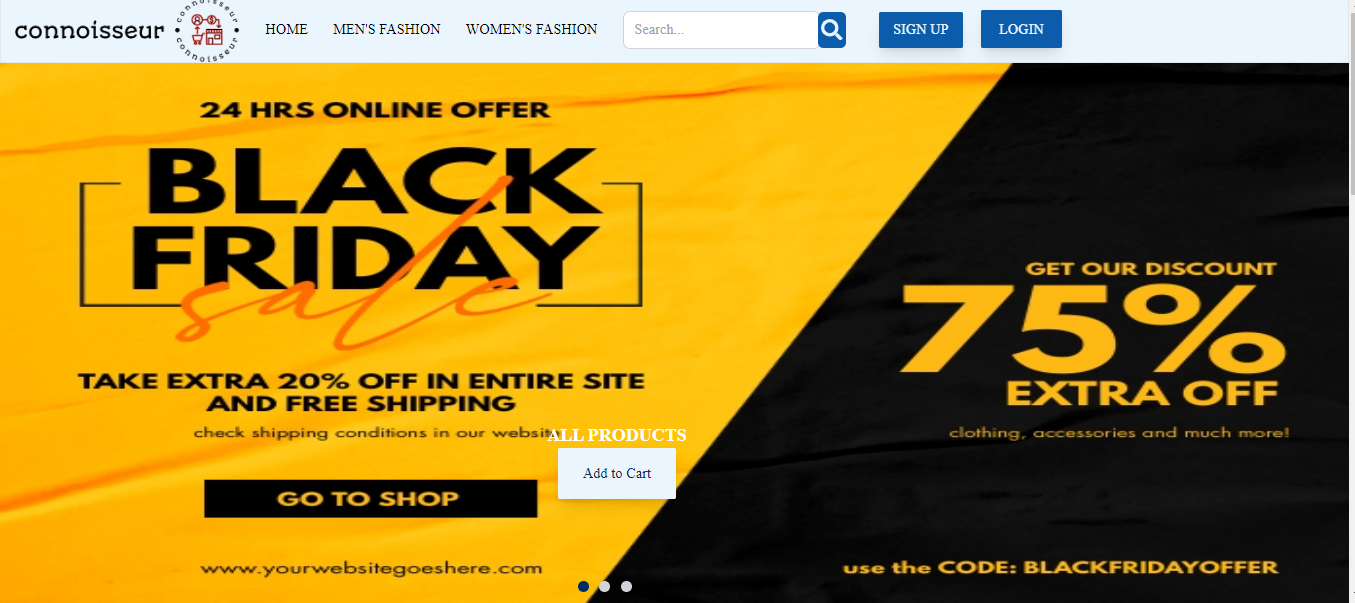 connoisseur
connoisseur
connoisseur
HOME
MEN'S FASHION
WOMEN'S FASHION
Search...
SIGN UP
LOGIN
24 HRS ONLINE OFFER
BLACK
FRIDAY
sale
TAKE EXTRA 20% OFF IN ENTIRE SITE
AND FREE SHIPPING
check shipping conditions in our website
ALL PRODUCTS
Add to Cart
GO TO SHOP
www.yourwebsitegoeshere.com
GET OUR DISCOUNT
75%
EXTRA OFF
clothing, accessories and much more!
use the CODE: BLACKFRIDAYOFFER